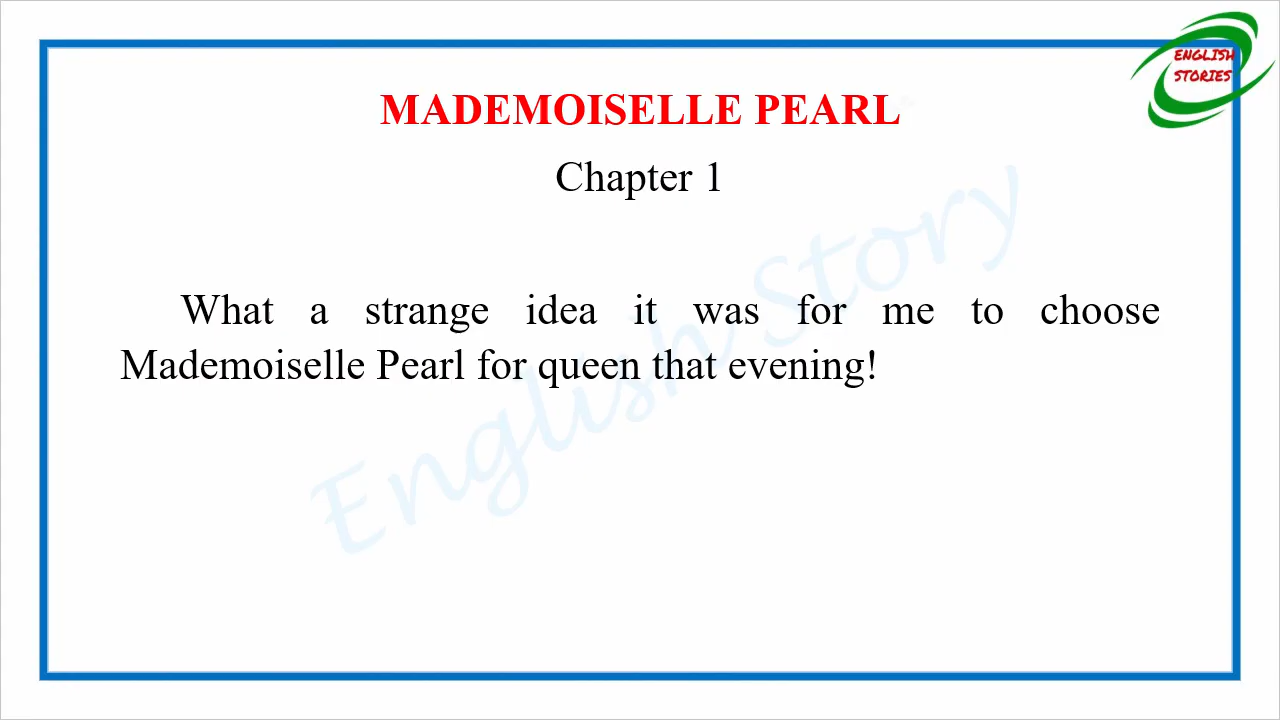 ENGLISH
STORIES
MADEMOISELLE PEARL
Chapter 1
What a strange idea it was for me to choose
Mademoiselle Pearl for queen that evening!
English Story